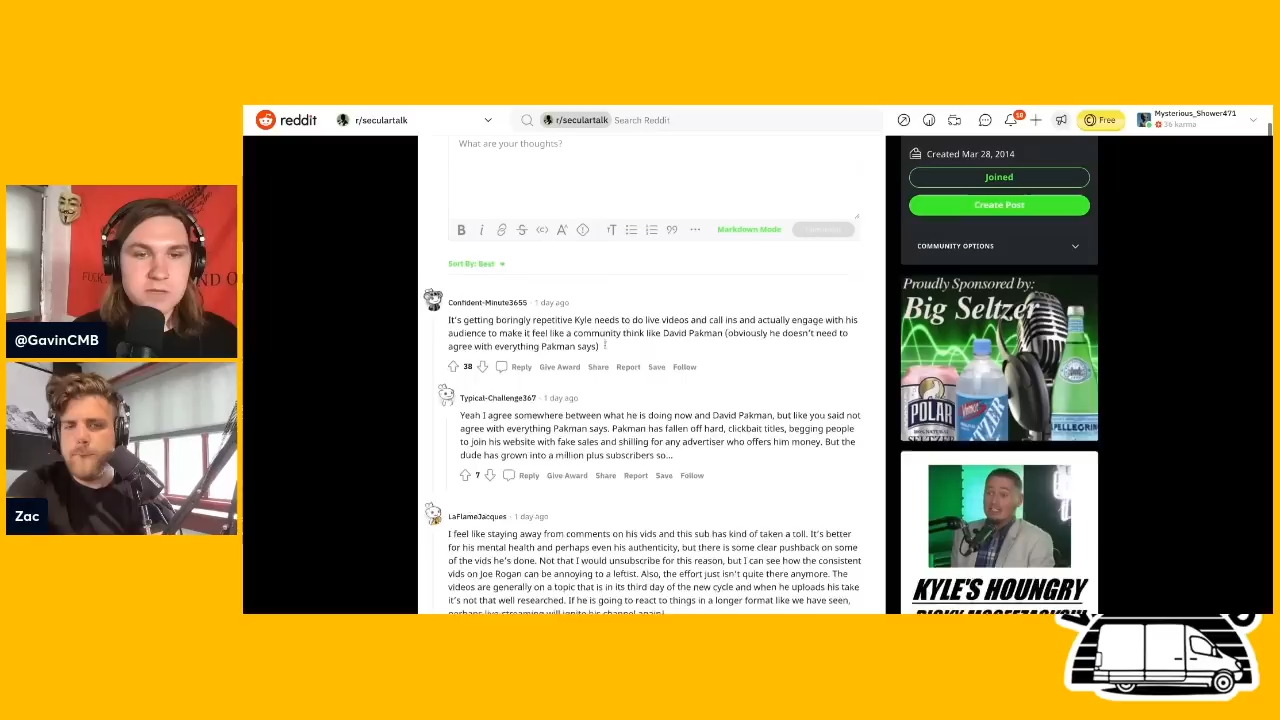 reddit
r/seculartalk
r/seculartalk Search Reddit
18
Free
Mysterious_Shower471
36 karma
What are your thoughts?
Markdown Mode
Sort By: Best
Confident-Minute3655 · 1 day ago
It's getting boringly repetitive Kyle needs to do live videos and call ins and actually engage with his
audience to make it feel like a community think like David Pakman (obviously he doesn't need to
agree with everything Pakman says)
38 Reply Give Award Share Report Save Follow
Typical-Challenge367 · 1 day ago
Yeah I agree somewhere between what he is doing now and David Pakman, but like you said not
agree with everything Pakman says. Pakman has fallen off hard, clickbait titles, begging people
to join his website with fake sales and shilling for any advertiser who offers him money. But the
dude has grown into a million plus subscribers so...
7 Reply Give Award Share Report Save Follow
LaFlameJacques · 1 day ago
I feel like staying away from comments on his vids and this sub has kind of taken a toll. It's better
for his mental health and perhaps even his authenticity, but there is some clear pushback on some
of the vids he's done. Not that I would unsubscribe for this reason, but I can see how the consistent
vids on Joe Rogan can be annoying to a leftist. Also, the effort just isn't quite there anymore. The
videos are generally on a topic that is in its third day of the new cycle and when he uploads his take
it's not that well researched. If he is going to react to things in a longer format like we have seen,
perhaps live-streaming will ignite his channel again!
Created Mar 28, 2014
Joined
Create Post
COMMUNITY OPTIONS
Proudly Sponsored by:
Big Seltzer
POLAR
SELTZER
KYLE'S HOUNGRY
@GavinCMB
Zac